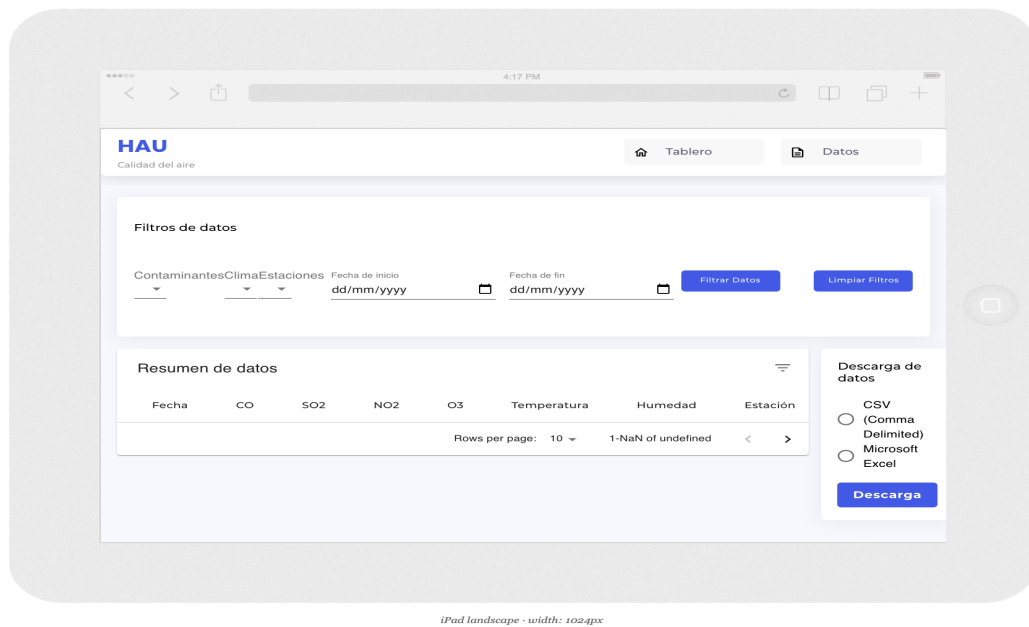 4:17 PM
HAU
Calidad del aire
Tablero
Datos
Filtros de datos
ContaminantesClimaEstaciones
Fecha de inicio
Fecha de fin
dd/mm/yyyy
dd/mm/yyyy
Filtrar Datos
Limpiar Filtros
Resumen de datos
Fecha CO SO2 NO2 O3 Temperatura Humedad Estación
Rows per page: 10 1-NaN of undefined
Descarga de
datos
CSV
(Comma
Delimited)
Microsoft
Excel
Descarga
iPad landscape · width: 1024px